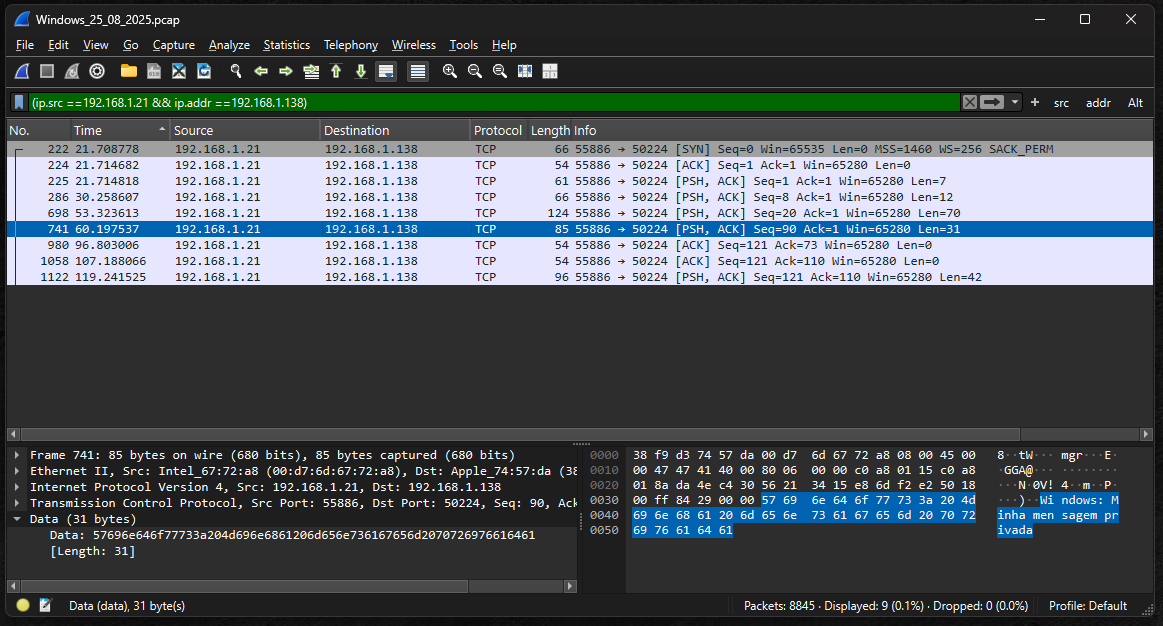 Windows_25_08_2025.pcap
File Edit View Go Capture Analyze Statistics Telephony Wireless Tools Help
(ip.src ==192.168.1.21 && ip.addr ==192.168.1.138) + src addr Alt
No. Time Source Destination Protocol Length Info
222 21.708778 192.168.1.21 192.168.1.138 TCP 66 55886 → 50224 [SYN] Seq=0 Win=65535 Len=0 MSS=1460 WS=256 SACK_PERM
224 21.714682 192.168.1.21 192.168.1.138 TCP 54 55886 → 50224 [ACK] Seq=1 Ack=1 Win=65280 Len=0
225 21.714818 192.168.1.21 192.168.1.138 TCP 61 55886 → 50224 [PSH, ACK] Seq=1 Ack=1 Win=65280 Len=7
286 30.258607 192.168.1.21 192.168.1.138 TCP 66 55886 → 50224 [PSH, ACK] Seq=8 Ack=1 Win=65280 Len=12
698 53.323613 192.168.1.21 192.168.1.138 TCP 124 55886 → 50224 [PSH, ACK] Seq=20 Ack=1 Win=65280 Len=70
741 60.197537 192.168.1.21 192.168.1.138 TCP 85 55886 → 50224 [PSH, ACK] Seq=90 Ack=1 Win=65280 Len=31
980 96.803006 192.168.1.21 192.168.1.138 TCP 54 55886 → 50224 [ACK] Seq=121 Ack=73 Win=65280 Len=0
1058 107.188066 192.168.1.21 192.168.1.138 TCP 54 55886 → 50224 [ACK] Seq=121 Ack=110 Win=65280 Len=0
1122 119.241525 192.168.1.21 192.168.1.138 TCP 96 55886 → 50224 [PSH, ACK] Seq=121 Ack=110 Win=65280 Len=42
Frame 741: 85 bytes on wire (680 bits), 85 bytes captured (680 bits)
Ethernet II, Src: Intel_67:72:a8 (00:d7:6d:67:72:a8), Dst: Apple_74:57:da (38
Internet Protocol Version 4, Src: 192.168.1.21, Dst: 192.168.1.138
Transmission Control Protocol, Src Port: 55886, Dst Port: 50224, Seq: 90, Ack
Data (31 bytes)
Data: 57696e646f77733a204d696e6861206d656e736167656d2070726976616461
[Length: 31]
0000 38 f9 d3 74 57 da 00 d7 6d 67 72 a8 08 00 45 00 8··tW··· mgr···E·
0010 00 47 47 41 40 00 80 06 00 00 c0 a8 01 15 c0 a8 ·GGA@··· ········
0020 01 8a da 4e c4 30 56 21 34 15 e8 6d f2 e2 50 18 ···N·0V! 4··m··P·
0030 00 ff 84 29 00 00 57 69 6e 64 6f 77 73 3a 20 4d ···)··Wi ndows: M
0040 69 6e 68 61 20 6d 65 6e 73 61 67 65 6d 20 70 72 inha men sagem pr
0050 69 76 61 64 61 ivada
Data (data), 31 byte(s) Packets: 8845 · Displayed: 9 (0.1%) · Dropped: 0 (0.0%) Profile: Default